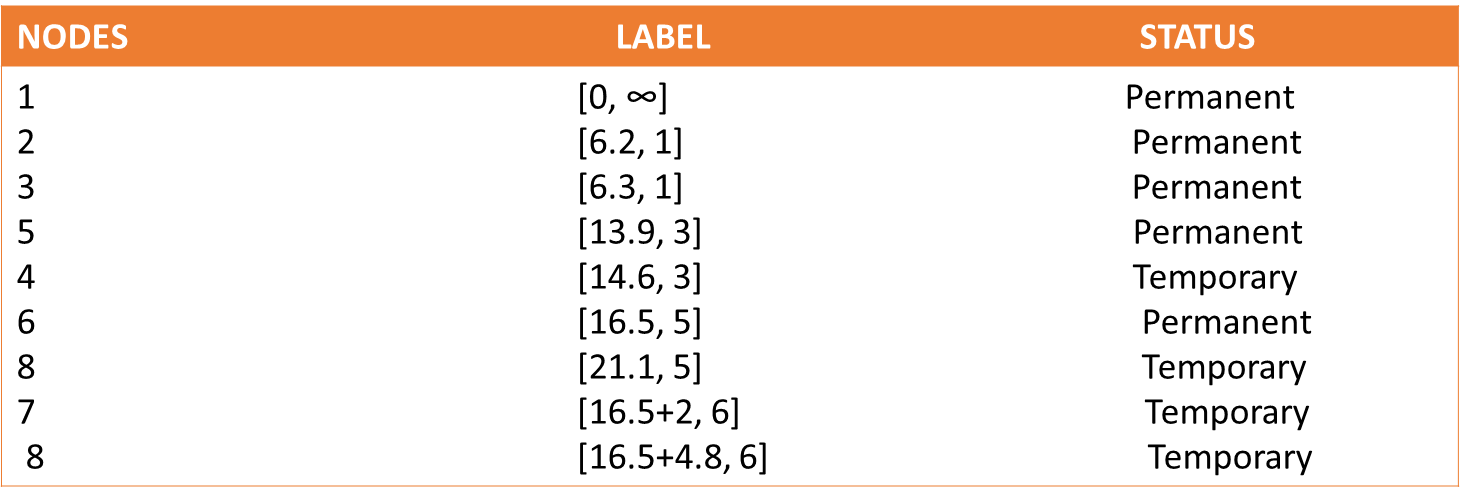 NODES LABEL STATUS
1 [0, ∞] Permanent
2 [6.2, 1] Permanent
3 [6.3, 1] Permanent
5 [13.9, 3] Permanent
4 [14.6, 3] Temporary
6 [16.5, 5] Permanent
8 [21.1, 5] Temporary
7 [16.5+2, 6] Temporary
8 [16.5+4.8, 6] Temporary